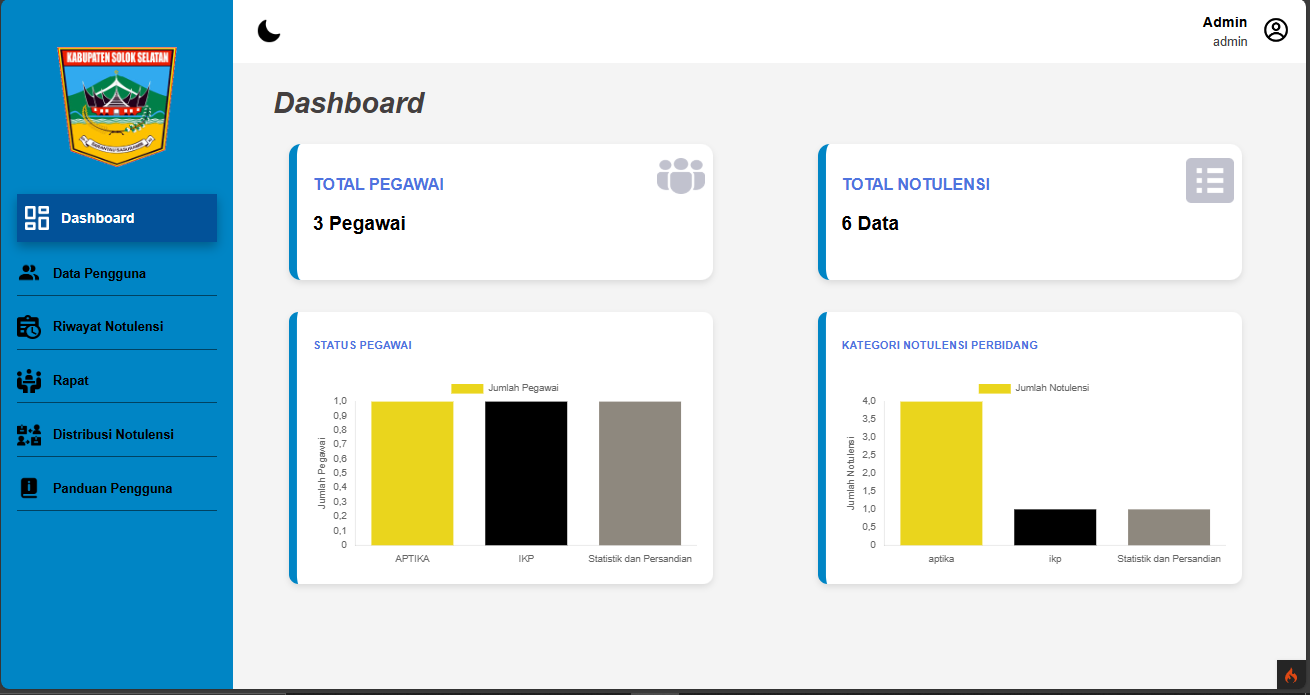 KABUPATEN SOLOK SELATAN
Admin
admin
Dashboard
Dashboard
Data Pengguna
Riwayat Notulensi
Rapat
Distribusi Notulensi
Panduan Pengguna
TOTAL PEGAWAI
3 Pegawai
TOTAL NOTULENSI
6 Data
STATUS PEGAWAI
Jumlah Pegawai
Jumlah Pegawai
1,0
0,9
0,8
0,7
0,6
0,5
0,4
0,3
0,2
0,1
0
APTIKA IKP Statistik dan Persandian
KATEGORI NOTULENSI PERBIDANG
Jumlah Notulensi
Jumlah Notulensi
4,0
3,5
3,0
2,5
2,0
1,5
1,0
0,5
0
aptika ikp Statistik dan Persandian